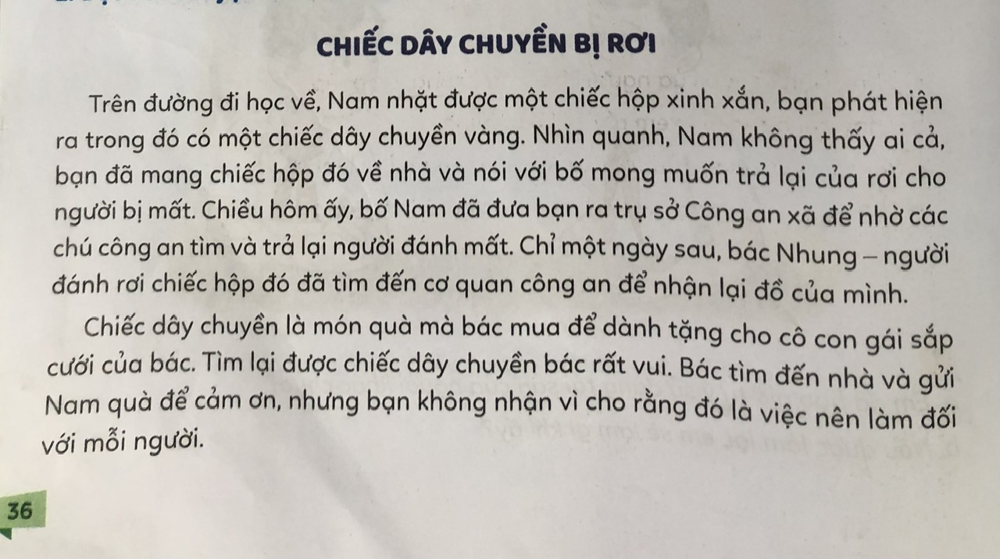 CHIẾC DÂY CHUYỀN BỊ RƠI
Trên đường đi học về, Nam nhặt được một chiếc hộp xinh xắn, bạn phát hiện
ra trong đó có một chiếc dây chuyền vàng. Nhìn quanh, Nam không thấy ai cả,
bạn đã mang chiếc hộp đó về nhà và nói với bố mong muốn trả lại của rơi cho
người bị mất. Chiều hôm ấy, bố Nam đã đưa bạn ra trụ sở Công an xã để nhờ các
chú công an tìm và trả lại người đánh mất. Chỉ một ngày sau, bác Nhung – người
đánh rơi chiếc hộp đó đã tìm đến cơ quan công an để nhận lại đồ của mình.
Chiếc dây chuyền là món quà mà bác mua để dành tặng cho cô con gái sắp
cưới của bác. Tìm lại được chiếc dây chuyền bác rất vui. Bác tìm đến nhà và gửi
Nam quà để cảm ơn, nhưng bạn không nhận vì cho rằng đó là việc nên làm đối
với mỗi người.
36